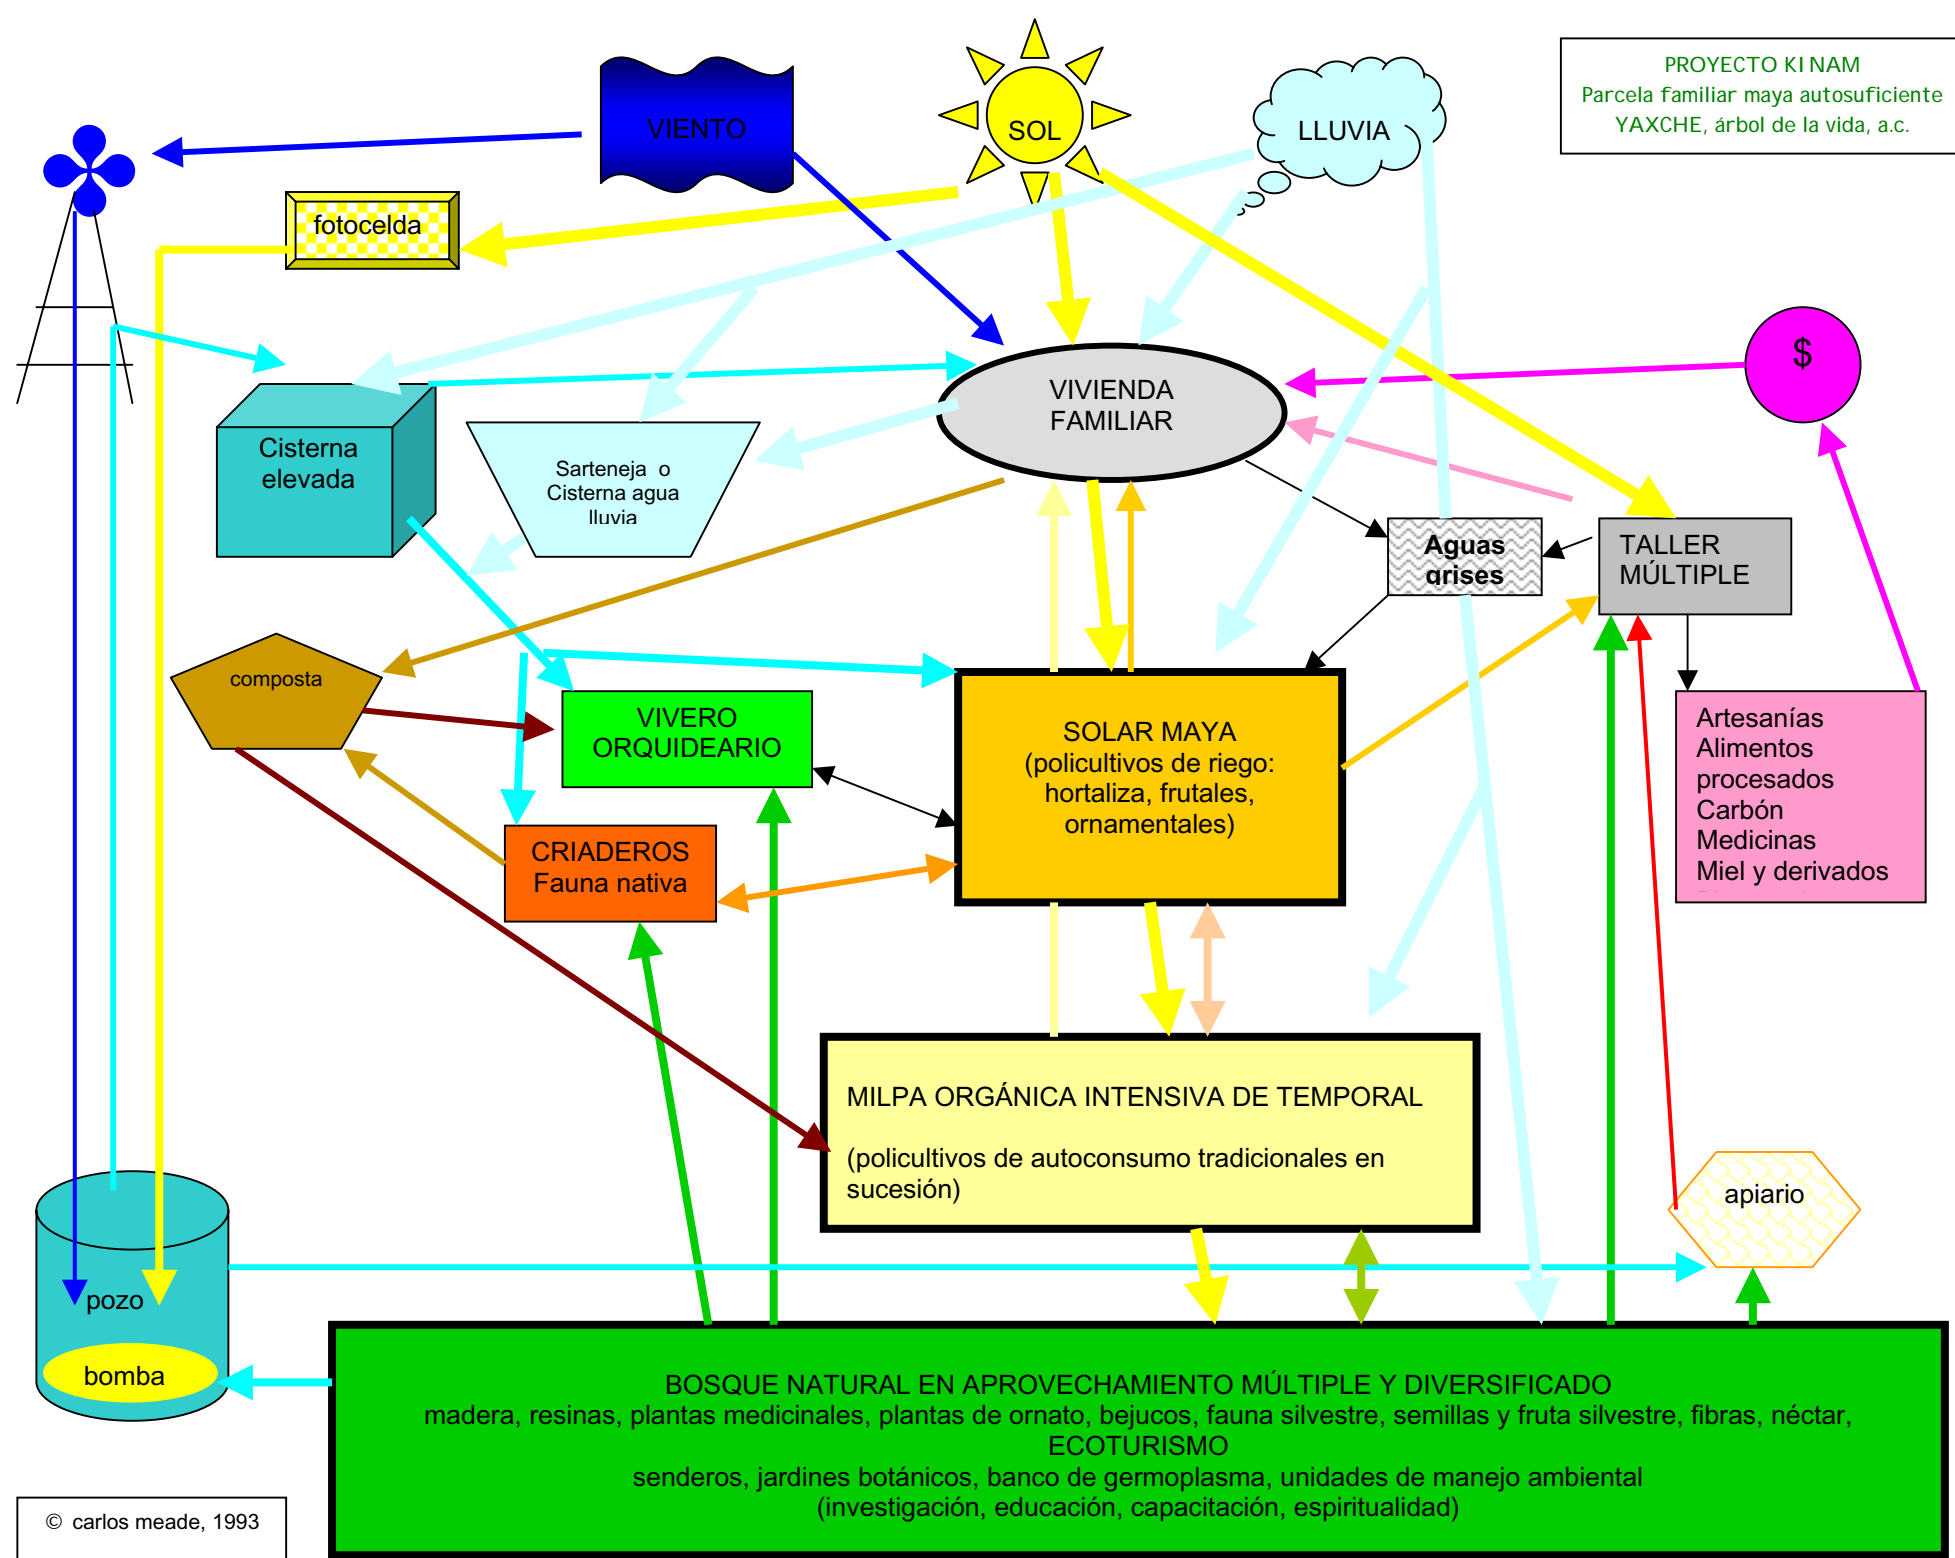 PROYECTO KINAM
Parcela familiar maya autosuficiente
YAXCHE, árbol de la vida, a.c.
VIENTO
SOL
LLUVIA
fotocelda
$
VIVIENDA
FAMILIAR
Cisterna
elevada
Sarteneja o
Cisterna agua
lluvia
Aguas
grises
TALLER
MÚLTIPLE
composta
VIVERO
ORQUIDEARIO
SOLAR MAYA
(policultivos de riego:
hortaliza, frutales,
ornamentales)
Artesanías
Alimentos
procesados
Carbón
Medicinas
Miel y derivados
CRIADEROS
Fauna nativa
MILPA ORGÁNICA INTENSIVA DE TEMPORAL
(policultivos de autoconsumo tradicionales en
sucesión)
apiario
pozo
bomba
BOSQUE NATURAL EN APROVECHAMIENTO MÚLTIPLE Y DIVERSIFICADO
madera, resinas, plantas medicinales, plantas de ornato, bejucos, fauna silvestre, semillas y fruta silvestre, fibras, néctar,
ECOTURISMO
senderos, jardines botánicos, banco de germoplasma, unidades de manejo ambiental
(investigación, educación, capacitación, espiritualidad)
© carlos meade, 1993